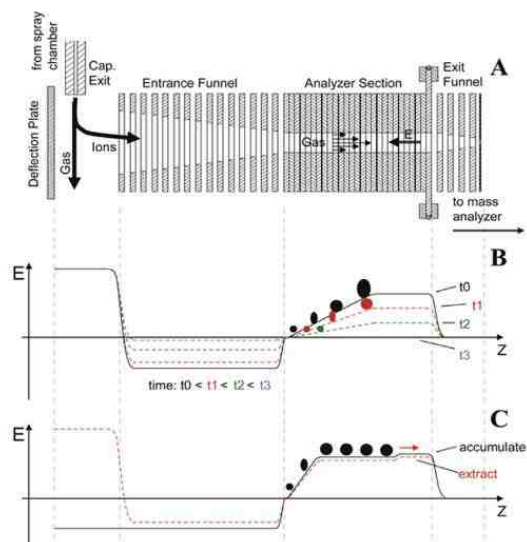 from spray
chamber
Cap.
Exit
Deflection Plate
Gas
Ions
Entrance Funnel
Analyzer Section
Exit
Funnel
A
Gas
E
to mass
analyzer
B
E
t0
t1
t2
t3
z
time: t0 < t1 < t2 < t3
C
E
accumulate
extract
z